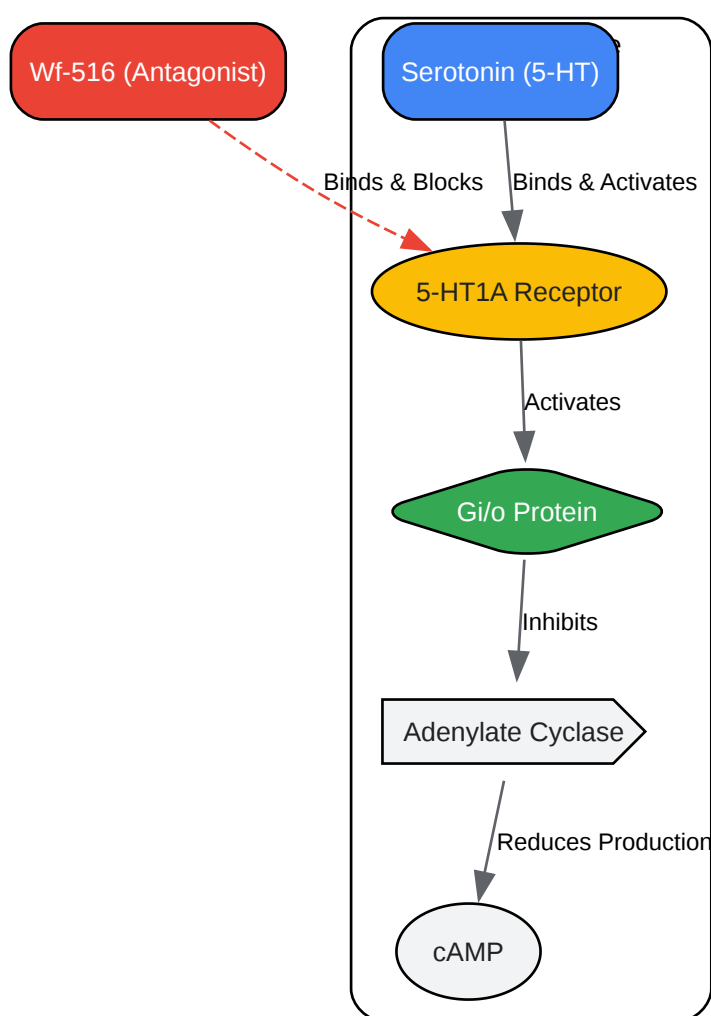 Wf-516 (Antagonist)
Serotonin (5-HT)
Binds & Blocks
Binds & Activates
5-HT1A Receptor
Activates
Gi/o Protein
Inhibits
Adenylate Cyclase
Reduces Production
cAMP